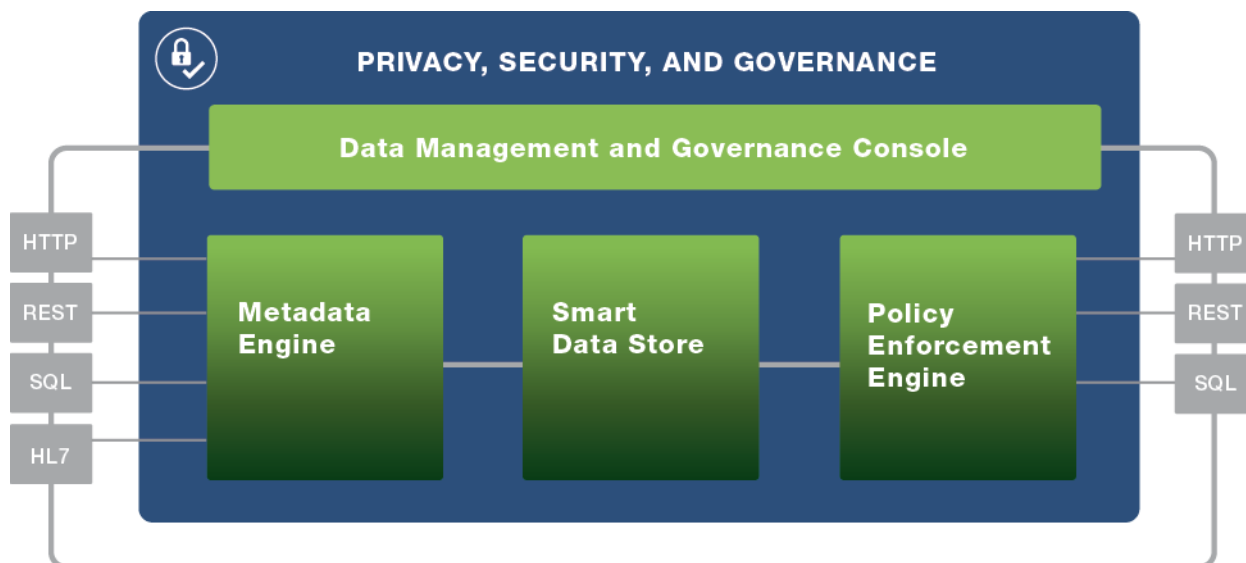 PRIVACY, SECURITY, AND GOVERNANCE
Data Management and Governance Console
HTTP
REST
SQL
HL7
Metadata
Engine
Smart
Data Store
Policy
Enforcement
Engine
HTTP
REST
SQL